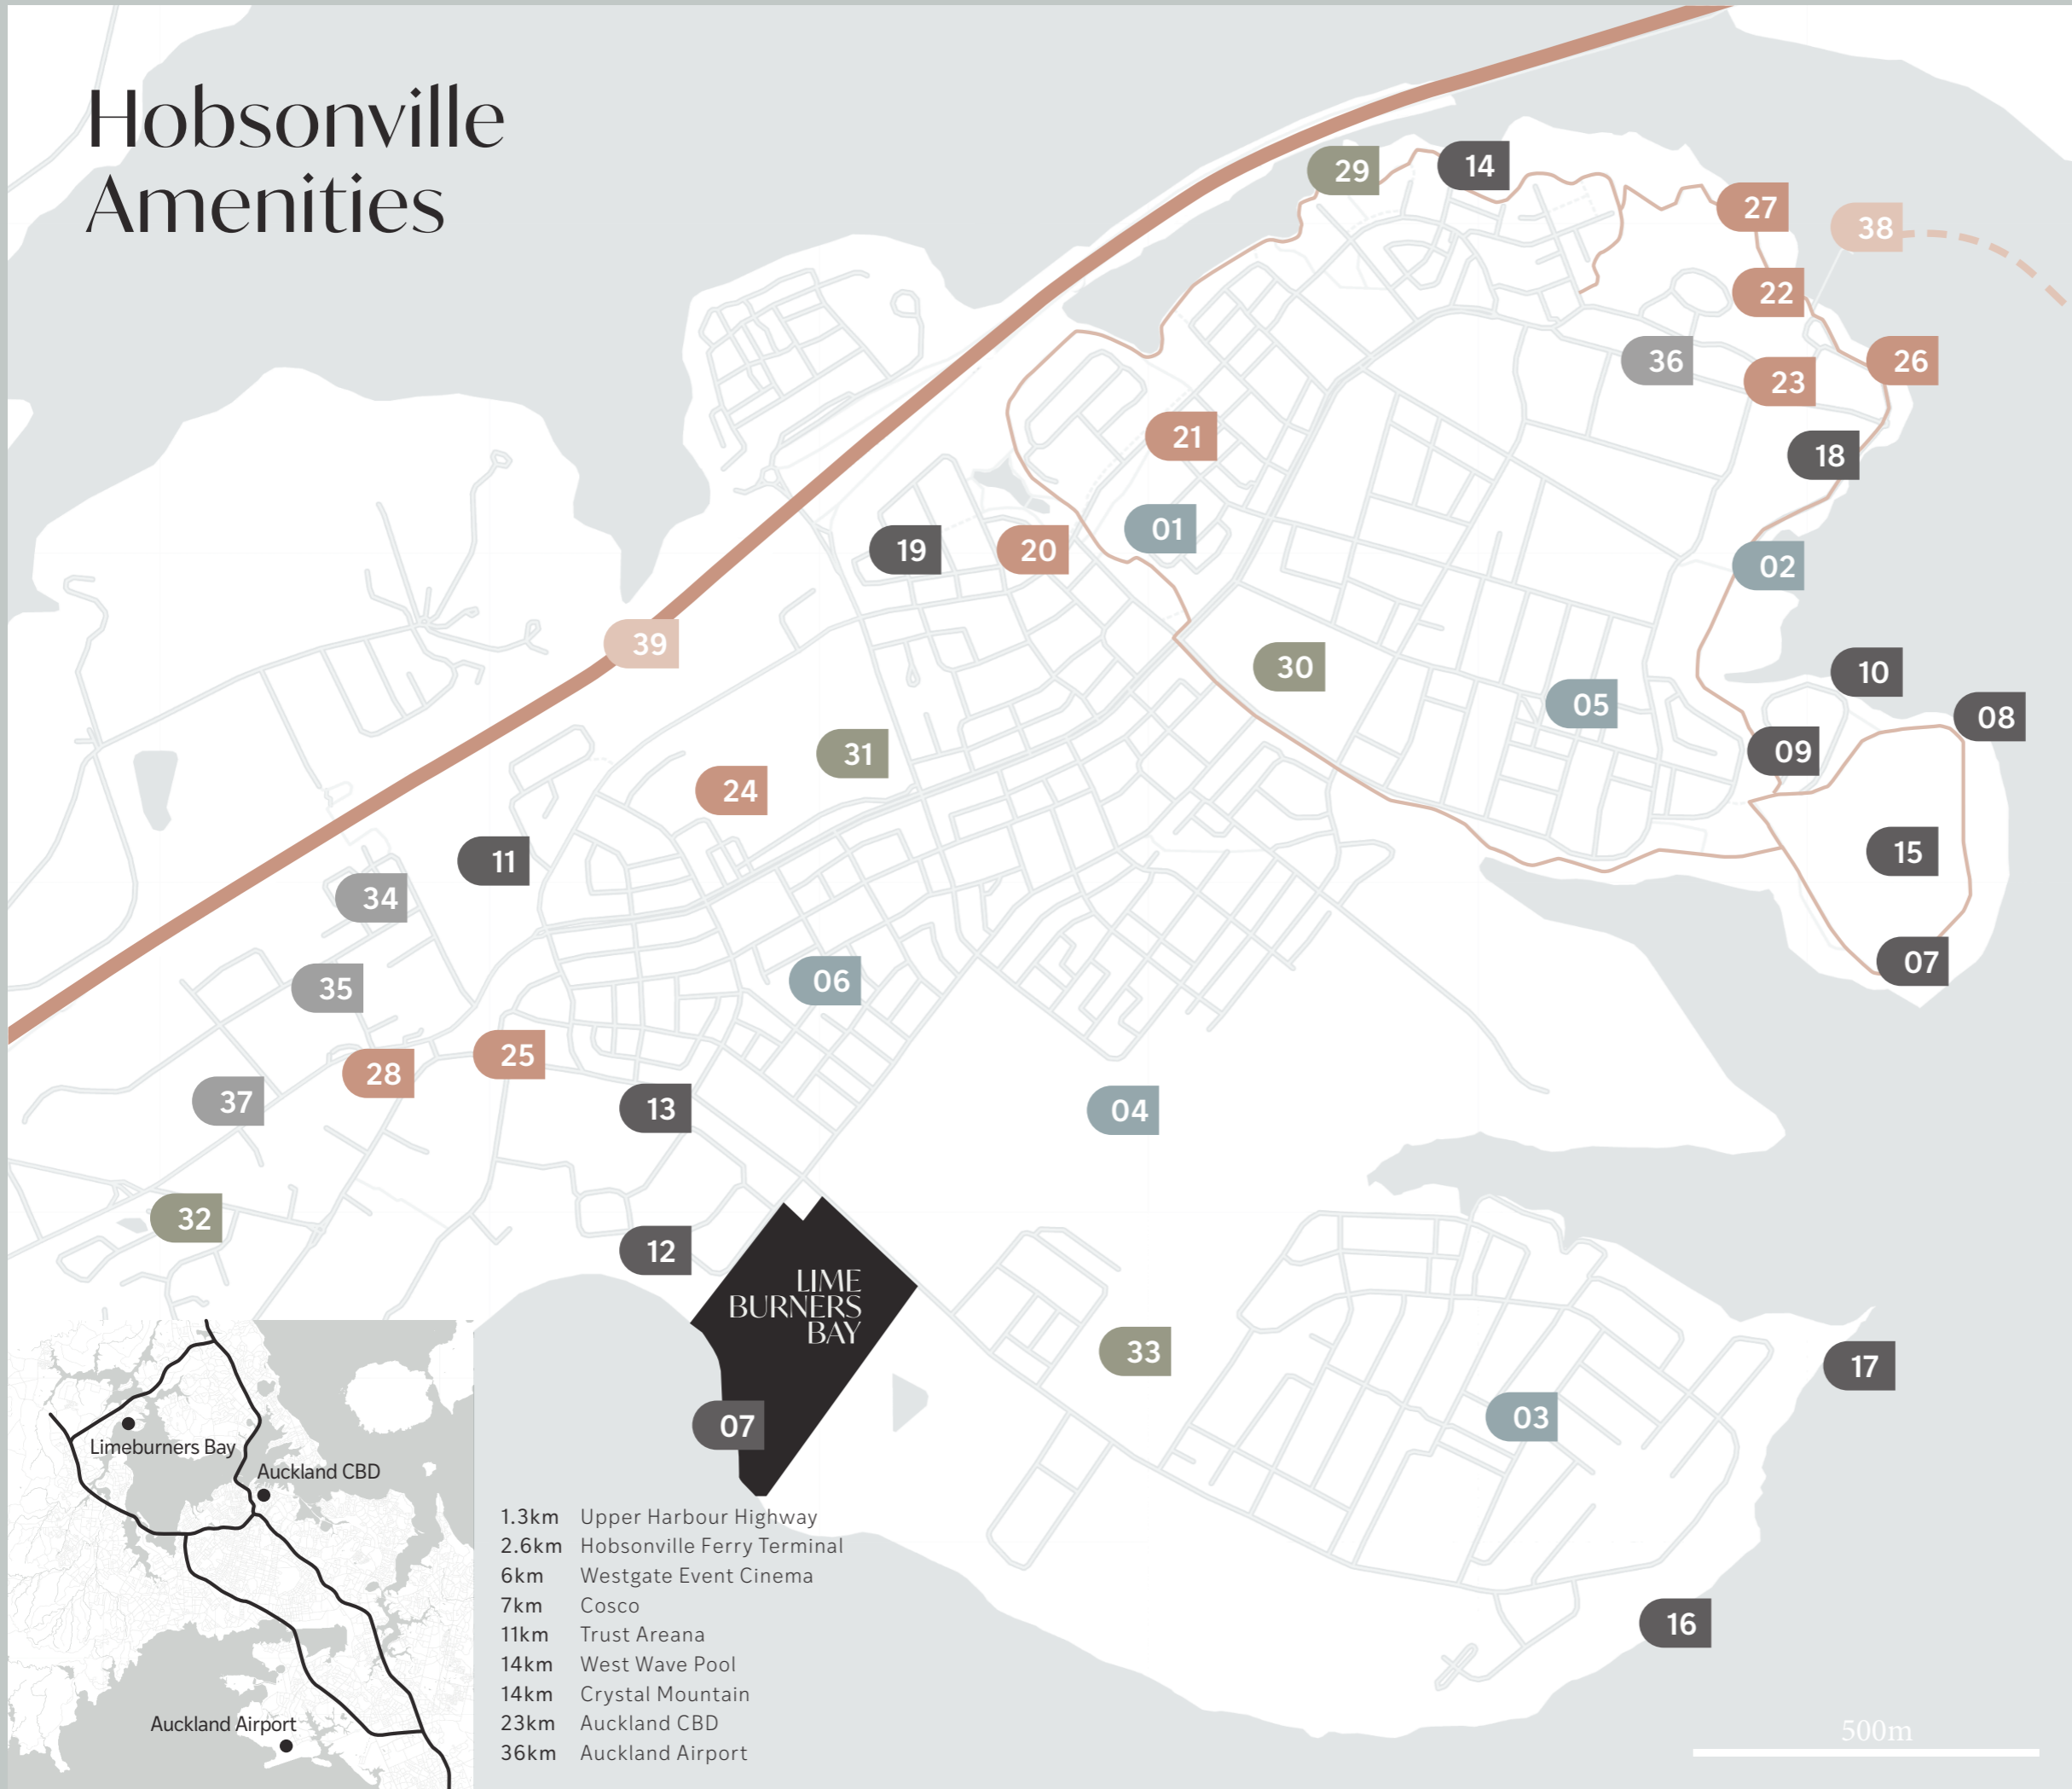 Hobsonville
Amenities
29
14
27
38
22
36
26
23
21
18
01
19
20
02
39
30
10
05
08
31
09
24
11
15
34
07
06
35
25
28
37
13
04
32
12
LIME
BURNERS
BAY
33
17
07
03
16
Limeburners Bay
Auckland CBD
Auckland Airport
1.3km Upper Harbour Highway
2.6km Hobsonville Ferry Terminal
6km Westgate Event Cinema
7km Cosco
11km Trust Areana
14km West Wave Pool
14km Crystal Mountain
23km Auckland CBD
36km Auckland Airport
500m